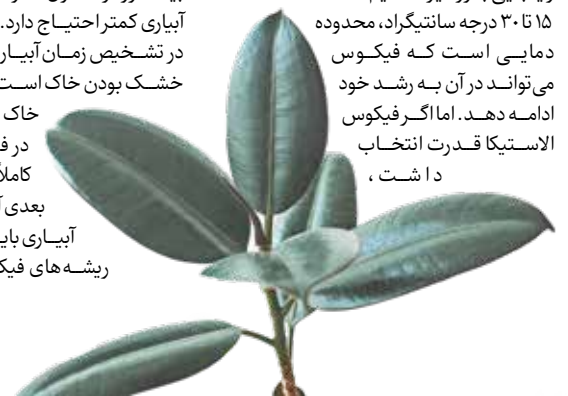 ۱۵ تا ۳۰ درجه سانتیگراد، محدوده
دمایی است که فیکوس
می‌تواند در آن به رشد خود
ادامه دهد. اما اگر فیکوس
الاستیکا قدرت انتخاب
داشت،
آبیاری کمتر احتیاج دارد.
در تشخیص زمان آبیار
خشک بودن خاک است
خاک
در ف
کاملاً
بعدی آ
آبیاری بای
ریشه‌های فیک